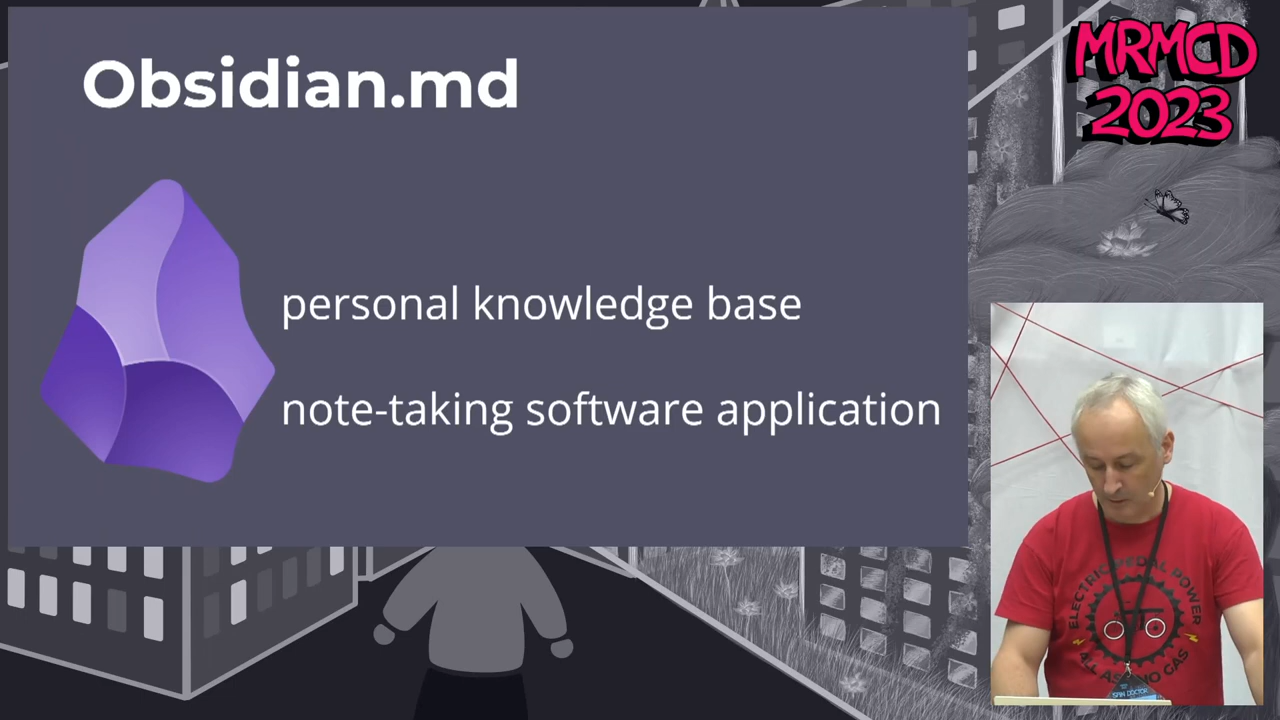 Obsidian.md
personal knowledge base
note-taking software application
MRMCD
2023
ELECTRIC PEDAL POWER